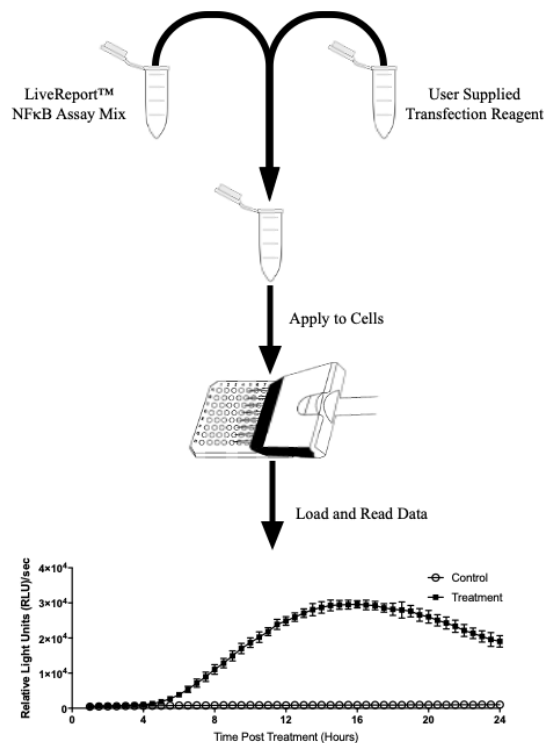 LiveReport™
NFκB Assay Mix
User Supplied
Transfection Reagent
Apply to Cells
Load and Read Data
Relative Light Units (RLU)/sec
4×10⁴
3×10⁴
2×10⁴
1×10⁴
0
Control
Treatment
0 4 8 12 16 20 24
Time Post Treatment (Hours)